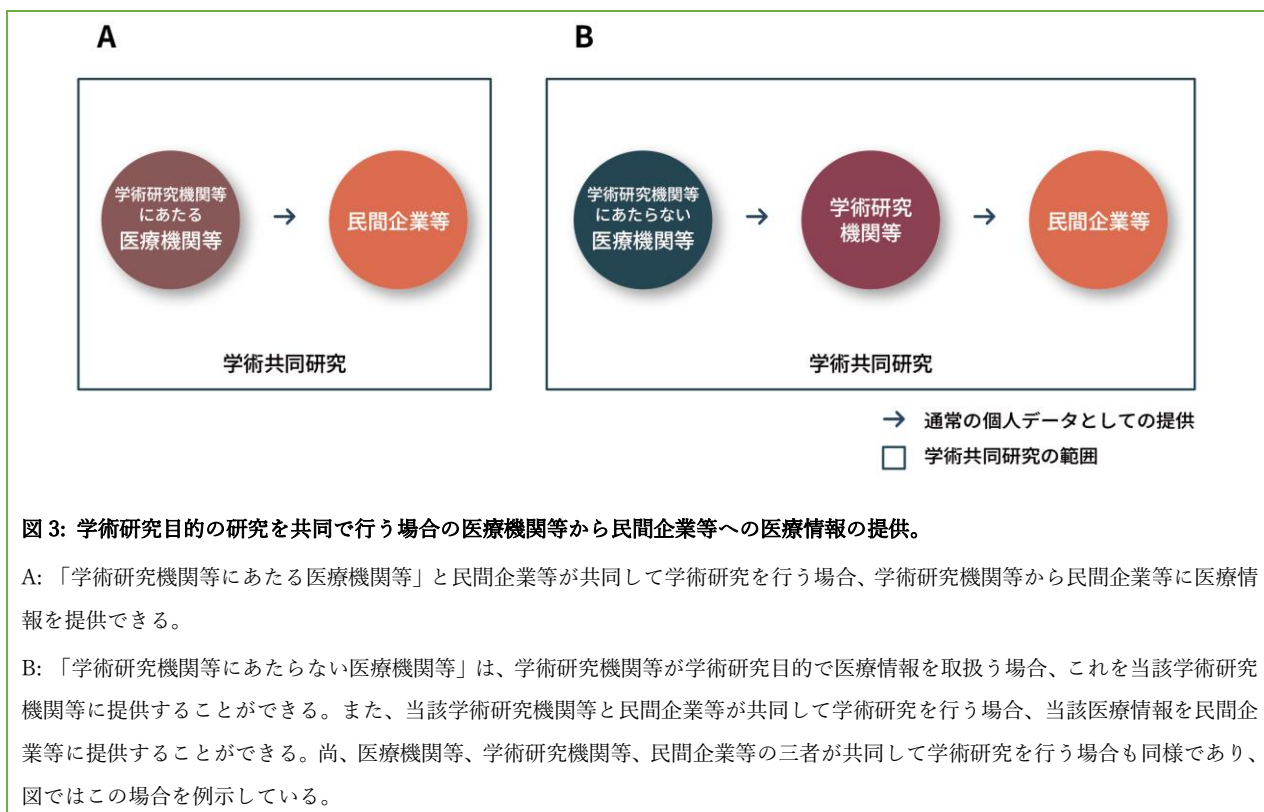 A
B
学術研究機関等
にあたる
医療機関等
→
民間企業等
学術共同研究
学術研究機関等
にあたらない
医療機関等
→
学術研究
機関等
→
民間企業等
学術共同研究
→ 通常の個人データとしての提供
□ 学術共同研究の範囲
図 3: 学術研究目的の研究を共同で行う場合の医療機関等から民間企業等への医療情報の提供。
A: 「学術研究機関等にあたる医療機関等」と民間企業等が共同して学術研究を行う場合、学術研究機関等から民間企業等に医療情
報を提供できる。
B: 「学術研究機関等にあたらない医療機関等」は、学術研究機関等が学術研究目的で医療情報を取扱う場合、これを当該学術研究
機関等に提供することができる。また、当該学術研究機関等と民間企業等が共同して学術研究を行う場合、当該医療情報を民間企
業等に提供することができる。尚、医療機関等、学術研究機関等、民間企業等の三者が共同して学術研究を行う場合も同様であり、
図ではこの場合を例示している。